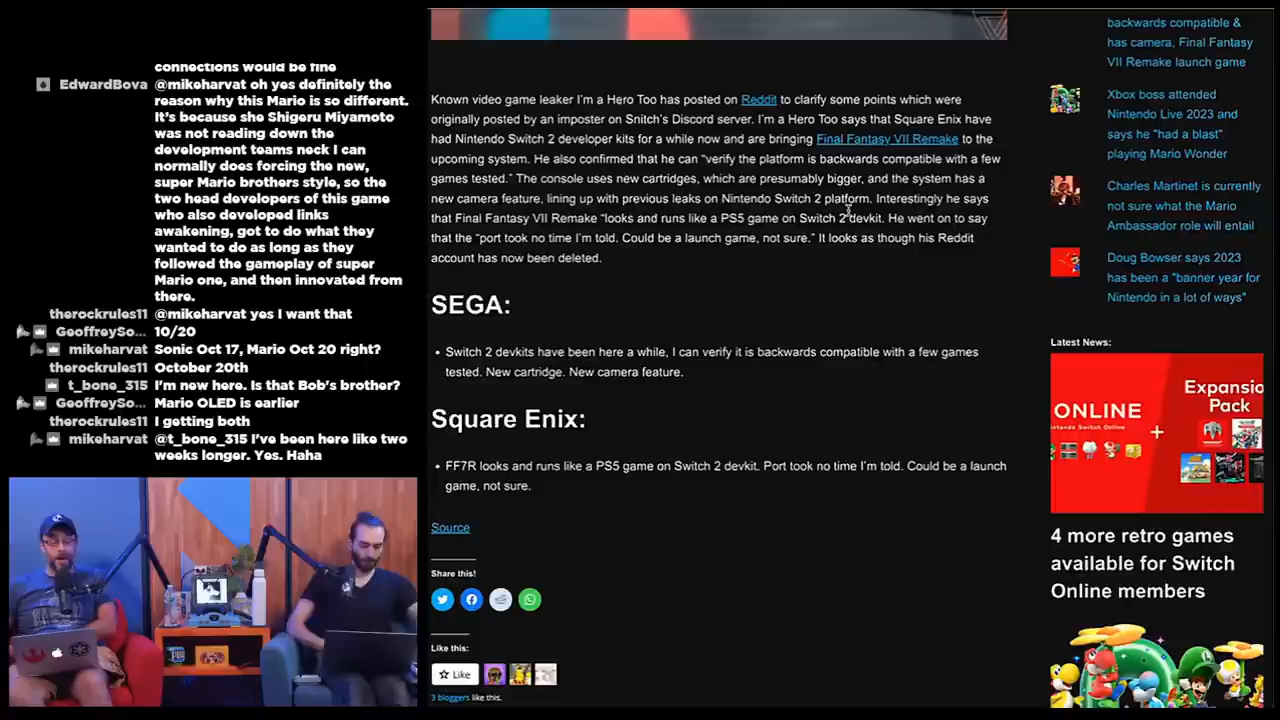 connections would be fine
EdwardBova @mikeharvat oh yes definitely the
reason why this Mario is so different.
It's because she Shigeru Miyamoto
was not reading down the
development teams neck I can
normally does forcing the new,
super Mario brothers style, so the
two head developers of this game
who also developed links
awakening, got to do what they
wanted to do as long as they
followed the gameplay of super
Mario one, and then innovated from
there.
therockrules11 @mikeharvat yes I want that
GeoffreySo... 10/20
mikeharvat Sonic Oct 17, Mario Oct 20 right?
therockrules11 October 20th
t_bone_315 I'm new here. Is that Bob's brother?
GeoffreySo... Mario OLED is earlier
therockrules11 I getting both
mikeharvat @t_bone_315 I've been here like two
weeks longer. Yes. Haha
Known video game leaker I'm a Hero Too has posted on Reddit to clarify some points which were
originally posted by an imposter on Snitch's Discord server. I'm a Hero Too says that Square Enix have
had Nintendo Switch 2 developer kits for a while now and are bringing Final Fantasy VII Remake to the
upcoming system. He also confirmed that he can "verify the platform is backwards compatible with a few
games tested." The console uses new cartridges, which are presumably bigger, and the system has a
new camera feature, lining up with previous leaks on Nintendo Switch 2 platform. Interestingly he says
that Final Fantasy VII Remake "looks and runs like a PS5 game on Switch 2 devkit. He went on to say
that the "port took no time I'm told. Could be a launch game, not sure." It looks as though his Reddit
account has now been deleted.
SEGA:
• Switch 2 devkits have been here a while, I can verify it is backwards compatible with a few games
tested. New cartridge. New camera feature.
Square Enix:
• FF7R looks and runs like a PS5 game on Switch 2 devkit. Port took no time I'm told. Could be a launch
game, not sure.
Source
Share this!
Like this:
Like
3 bloggers like this.
backwards compatible &
has camera, Final Fantasy
VII Remake launch game
Xbox boss attended
Nintendo Live 2023 and
says he "had a blast"
playing Mario Wonder
Charles Martinet is currently
not sure what the Mario
Ambassador role will entail
Doug Bowser says 2023
has been a "banner year for
Nintendo in a lot of ways"
Latest News:
ONLINE
ntendo Switch Online
+
Expansio
Pack
4 more retro games
available for Switch
Online members